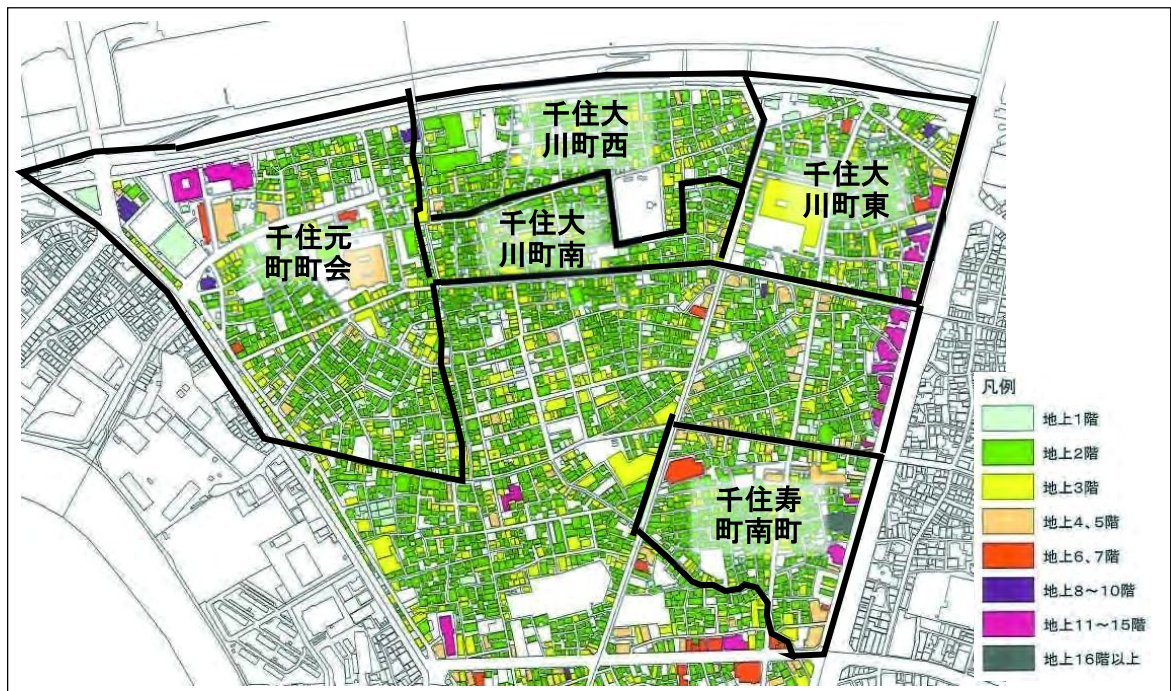 千住大
川町西
千住大
川町東
千住大
川町南
千住元
町町会
千住寿
町南町
凡例
地上1階
地上2階
地上3階
地上4、5階
地上6、7階
地上8～10階
地上11～15階
地上16階以上